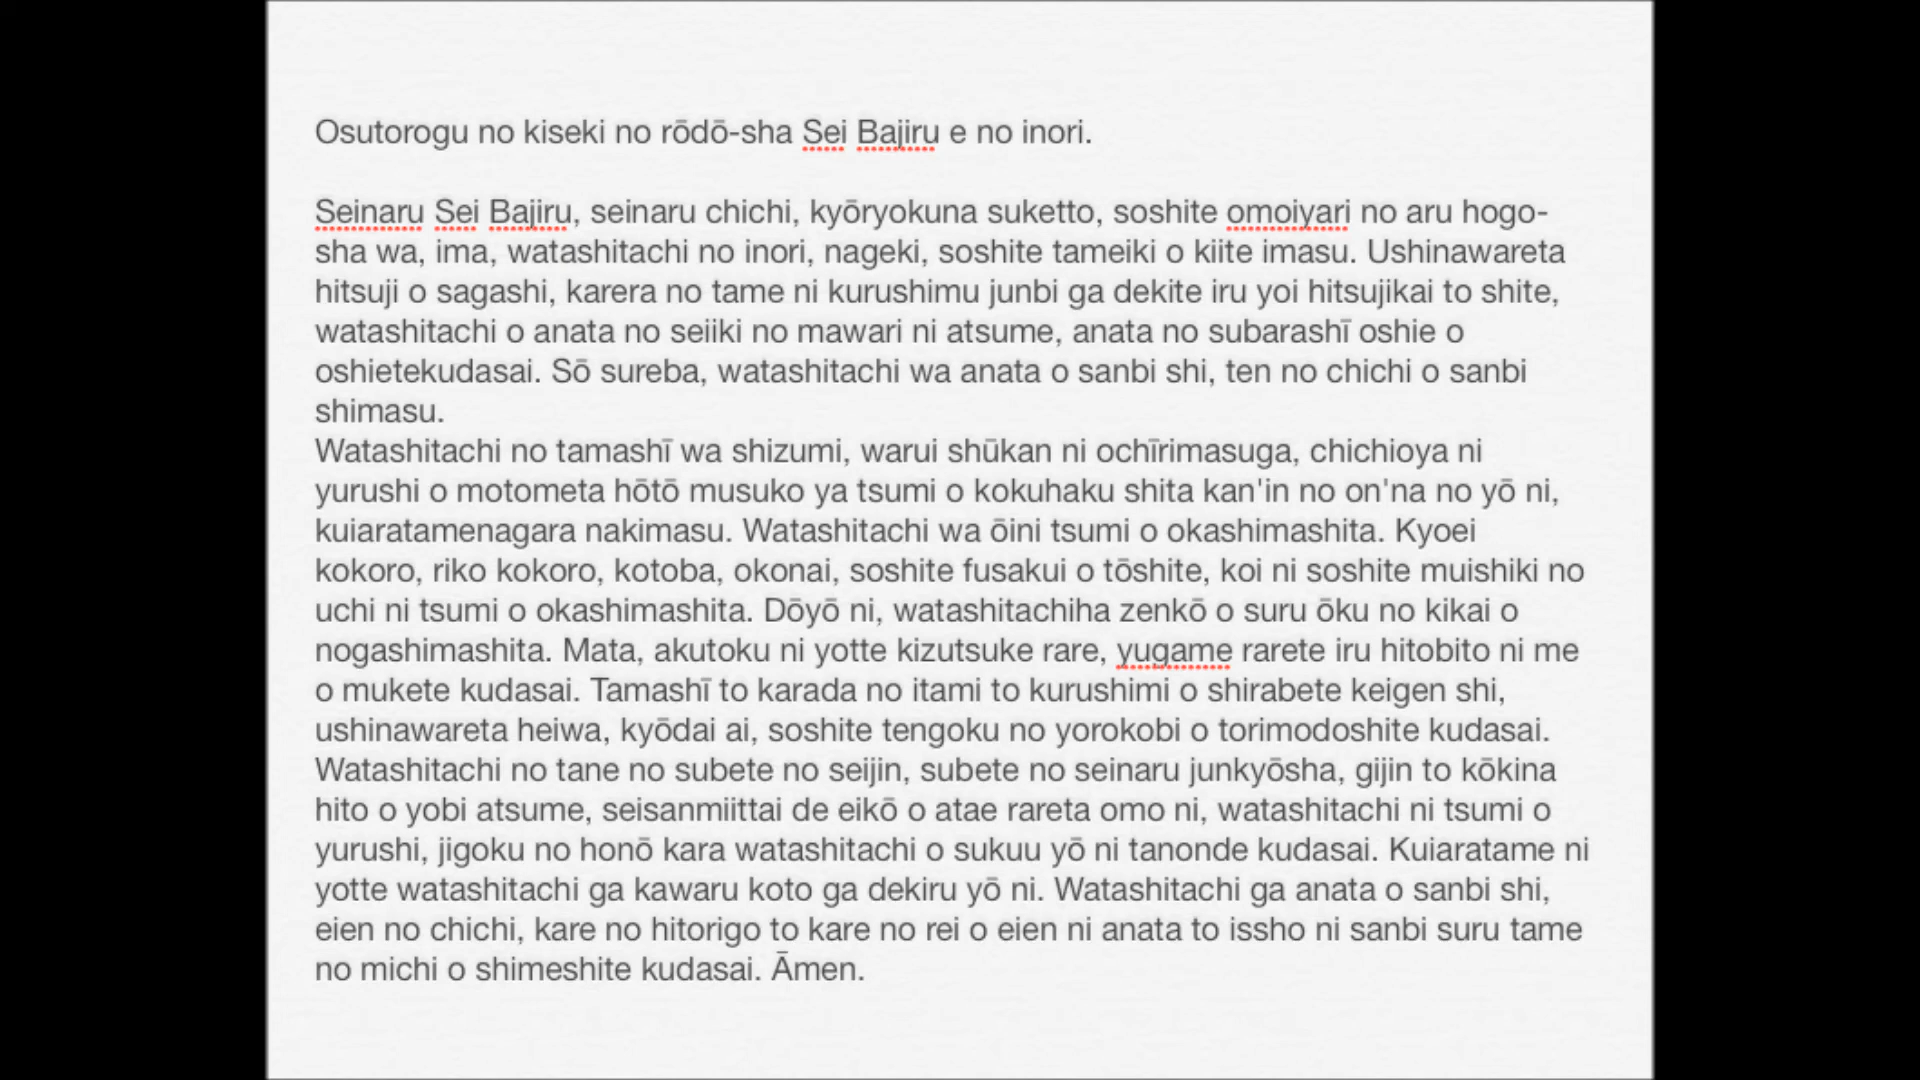 Osutorogu no kiseki no rōdō-sha Sei Bajiru e no inori.
Seinaru Sei Bajiru, seinaru chichi, kyōryokuna suketto, soshite omoiyari no aru hogo-
sha wa, ima, watashitachi no inori, nageki, soshite tameiki o kiite imasu. Ushinawareta
hitsuji o sagashi, karera no tame ni kurushimu junbi ga dekite iru yoi hitsujikai to shite,
watashitachi o anata no seiiki no mawari ni atsume, anata no subarashī oshie o
oshietekudasai. Sō sureba, watashitachi wa anata o sanbi shi, ten no chichi o sanbi
shimasu.
Watashitachi no tamashī wa shizumi, warui shūkan ni ochīrimasuga, chichioya ni
yurushi o motometa hōtō musuko ya tsumi o kokuhaku shita kan'in no on'na no yō ni,
kuiaratamenagara nakimasu. Watashitachi wa ōini tsumi o okashimashita. Kyoei
kokoro, riko kokoro, kotoba, okonai, soshite fusakui o tōshite, koi ni soshite muishiki no
uchi ni tsumi o okashimashita. Dōyō ni, watashitachiha zenkō o suru ōku no kikai o
nogashimashita. Mata, akutoku ni yotte kizutsuke rare, yugame rarete iru hitobito ni me
o mukete kudasai. Tamashī to karada no itami to kurushimi o shirabete keigen shi,
ushinawareta heiwa, kyōdai ai, soshite tengoku no yorokobi o torimodoshite kudasai.
Watashitachi no tane no subete no seijin, subete no seinaru junkyōsha, gijin to kōkina
hito o yobi atsume, seisanmiittai de eikō o atae rareta omo ni, watashitachi ni tsumi o
yurushi, jigoku no honō kara watashitachi o sukuu yō ni tanonde kudasai. Kuiaratame ni
yotte watashitachi ga kawaru koto ga dekiru yō ni. Watashitachi ga anata o sanbi shi,
eien no chichi, kare no hitorigo to kare no rei o eien ni anata to issho ni sanbi suru tame
no michi o shimeshite kudasai. Āmen.